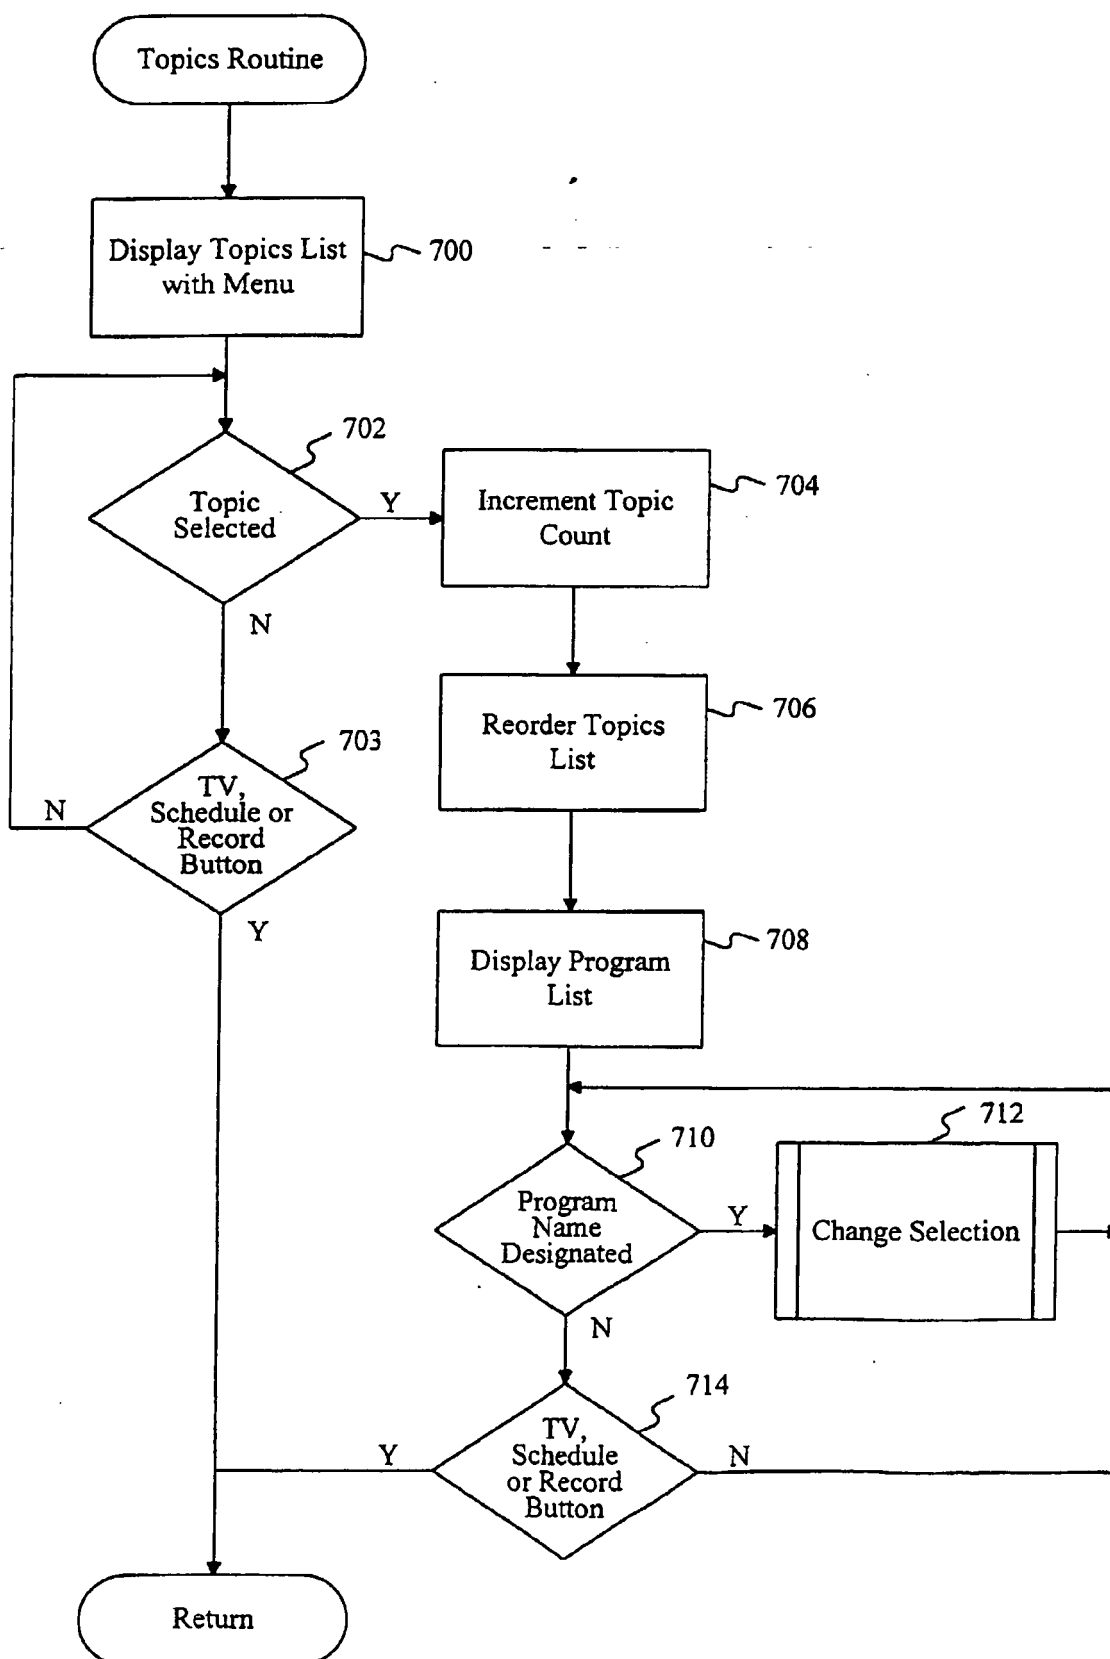 Topics Routine
Display Topics List
with Menu
700
702
Topic
Selected
Y
N
Increment Topic
Count
704
Reorder Topics
List
706
703
TV,
Schedule or
Record
Button
N
Y
Display Program
List
708
710
Program
Name
Designated
Y
N
712
Change Selection
714
TV,
Schedule
or Record
Button
Y
N
Return